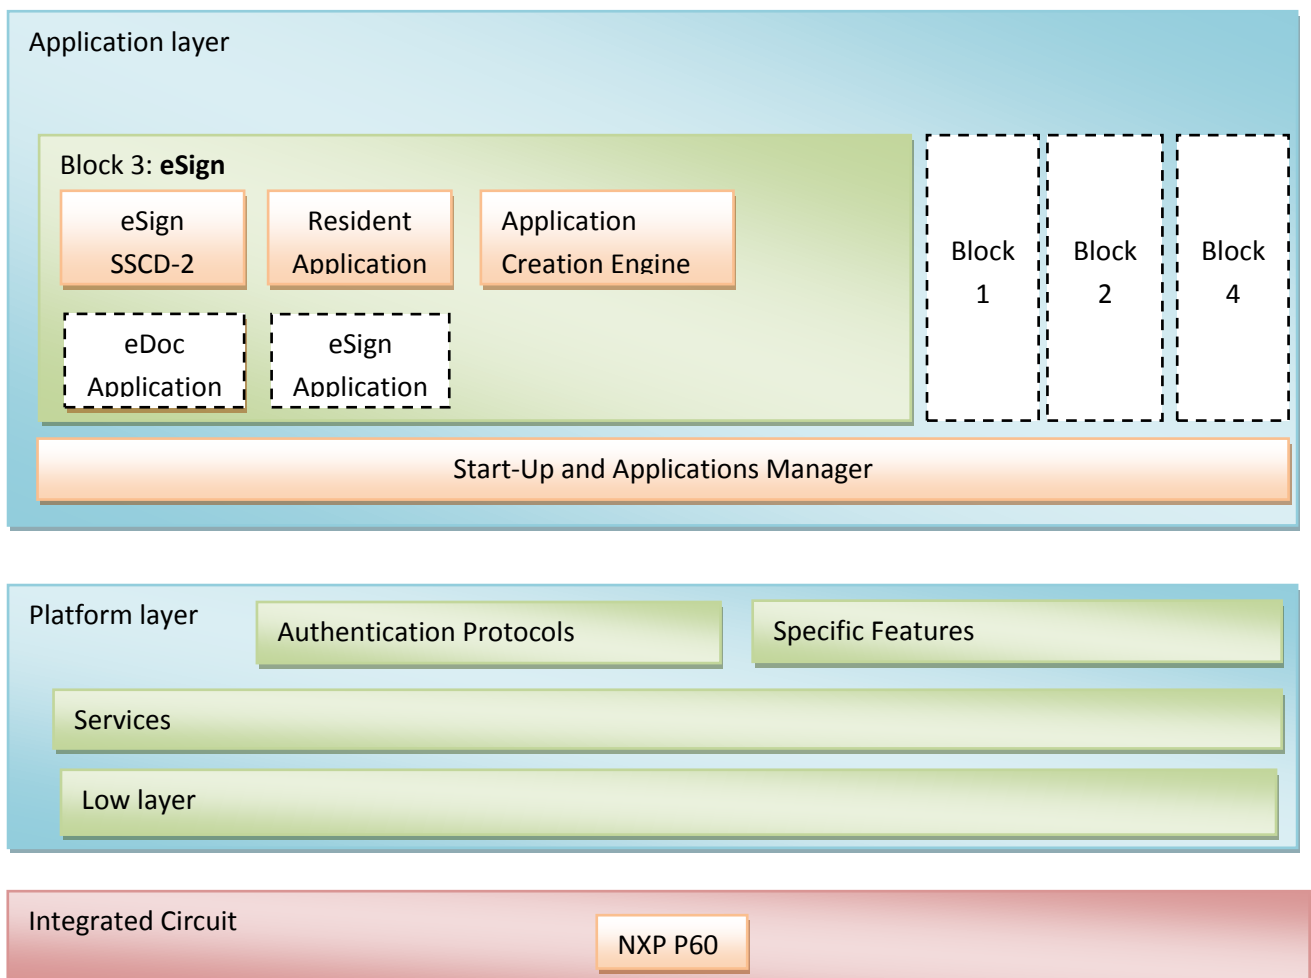 Application layer
Block 3: eSign
eSign
SSCD-2
Resident
Application
Application
Creation Engine
eDoc
Application
eSign
Application
Block
1
Block
2
Block
4
Start-Up and Applications Manager
Platform layer
Authentication Protocols
Specific Features
Services
Low layer
Integrated Circuit
NXP P60